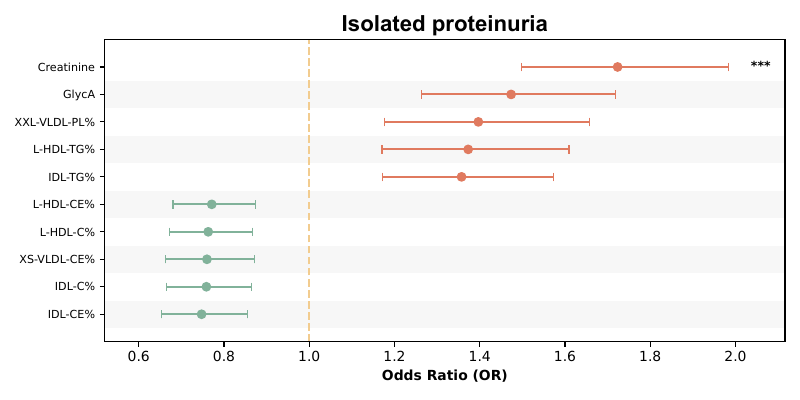 Isolated proteinuria
Creatinine
***
GlycA
XXL-VLDL-PL%
L-HDL-TG%
IDL-TG%
L-HDL-CE%
L-HDL-C%
XS-VLDL-CE%
IDL-C%
IDL-CE%
0.6 0.8 1.0 1.2 1.4 1.6 1.8 2.0
Odds Ratio (OR)